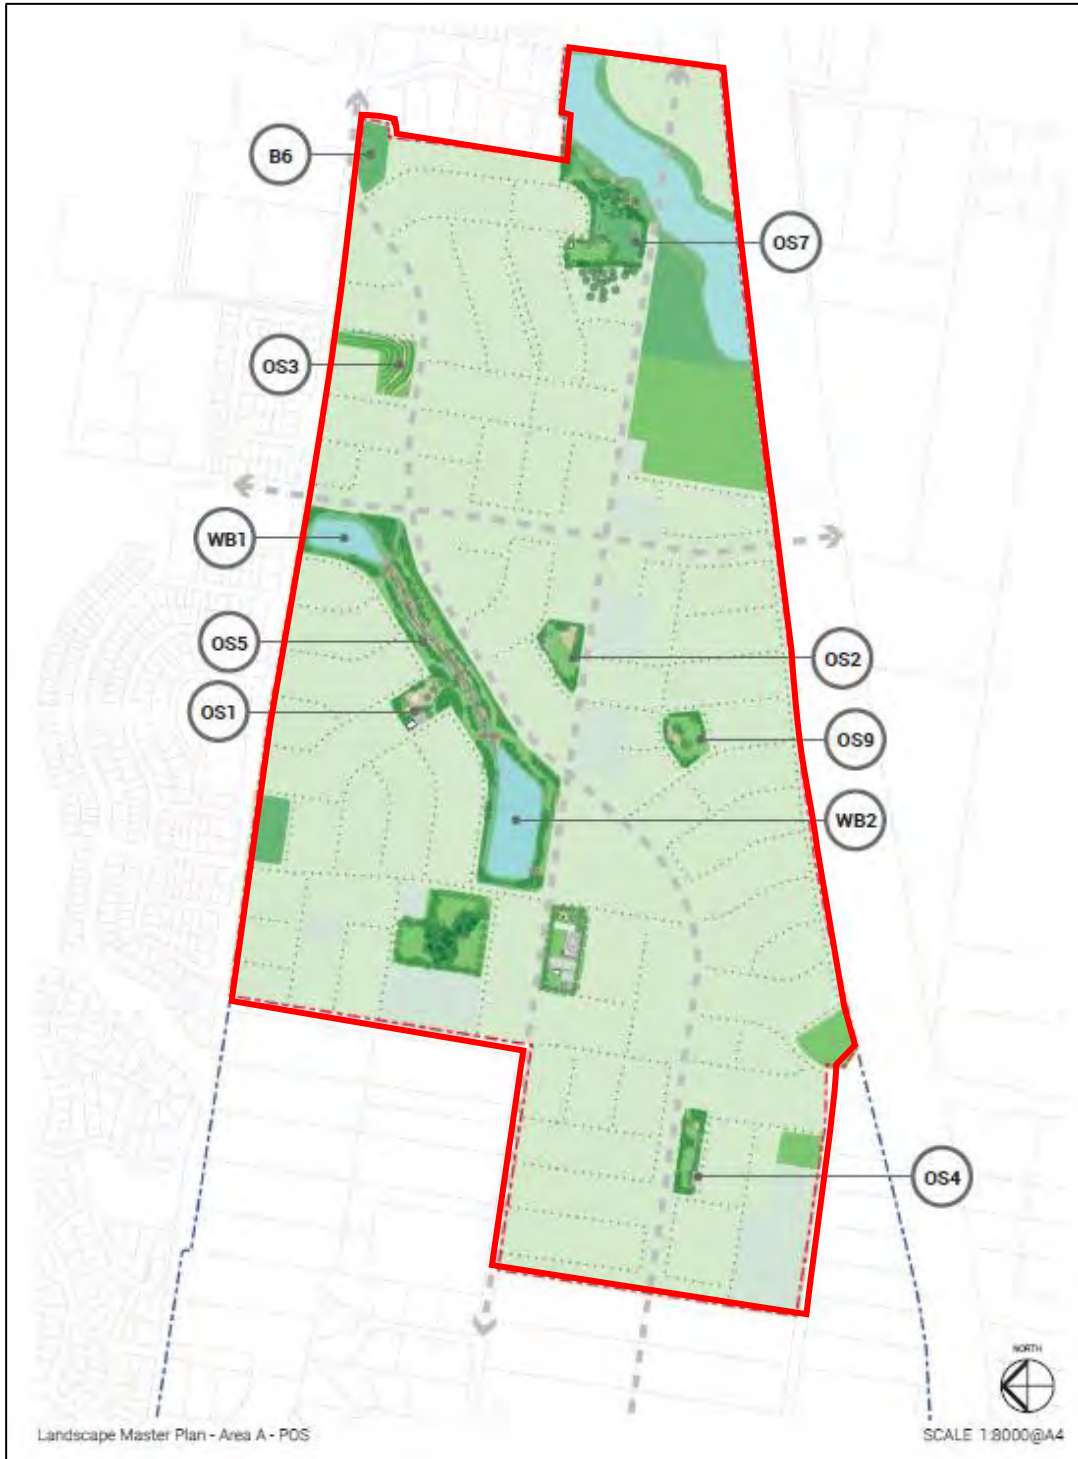 B6
OS7
OS3
WB1
OS5
OS2
OS1
OS9
WB2
OS4
NORTH
Landscape Master Plan - Area A - POS
SCALE 1:8000@A4